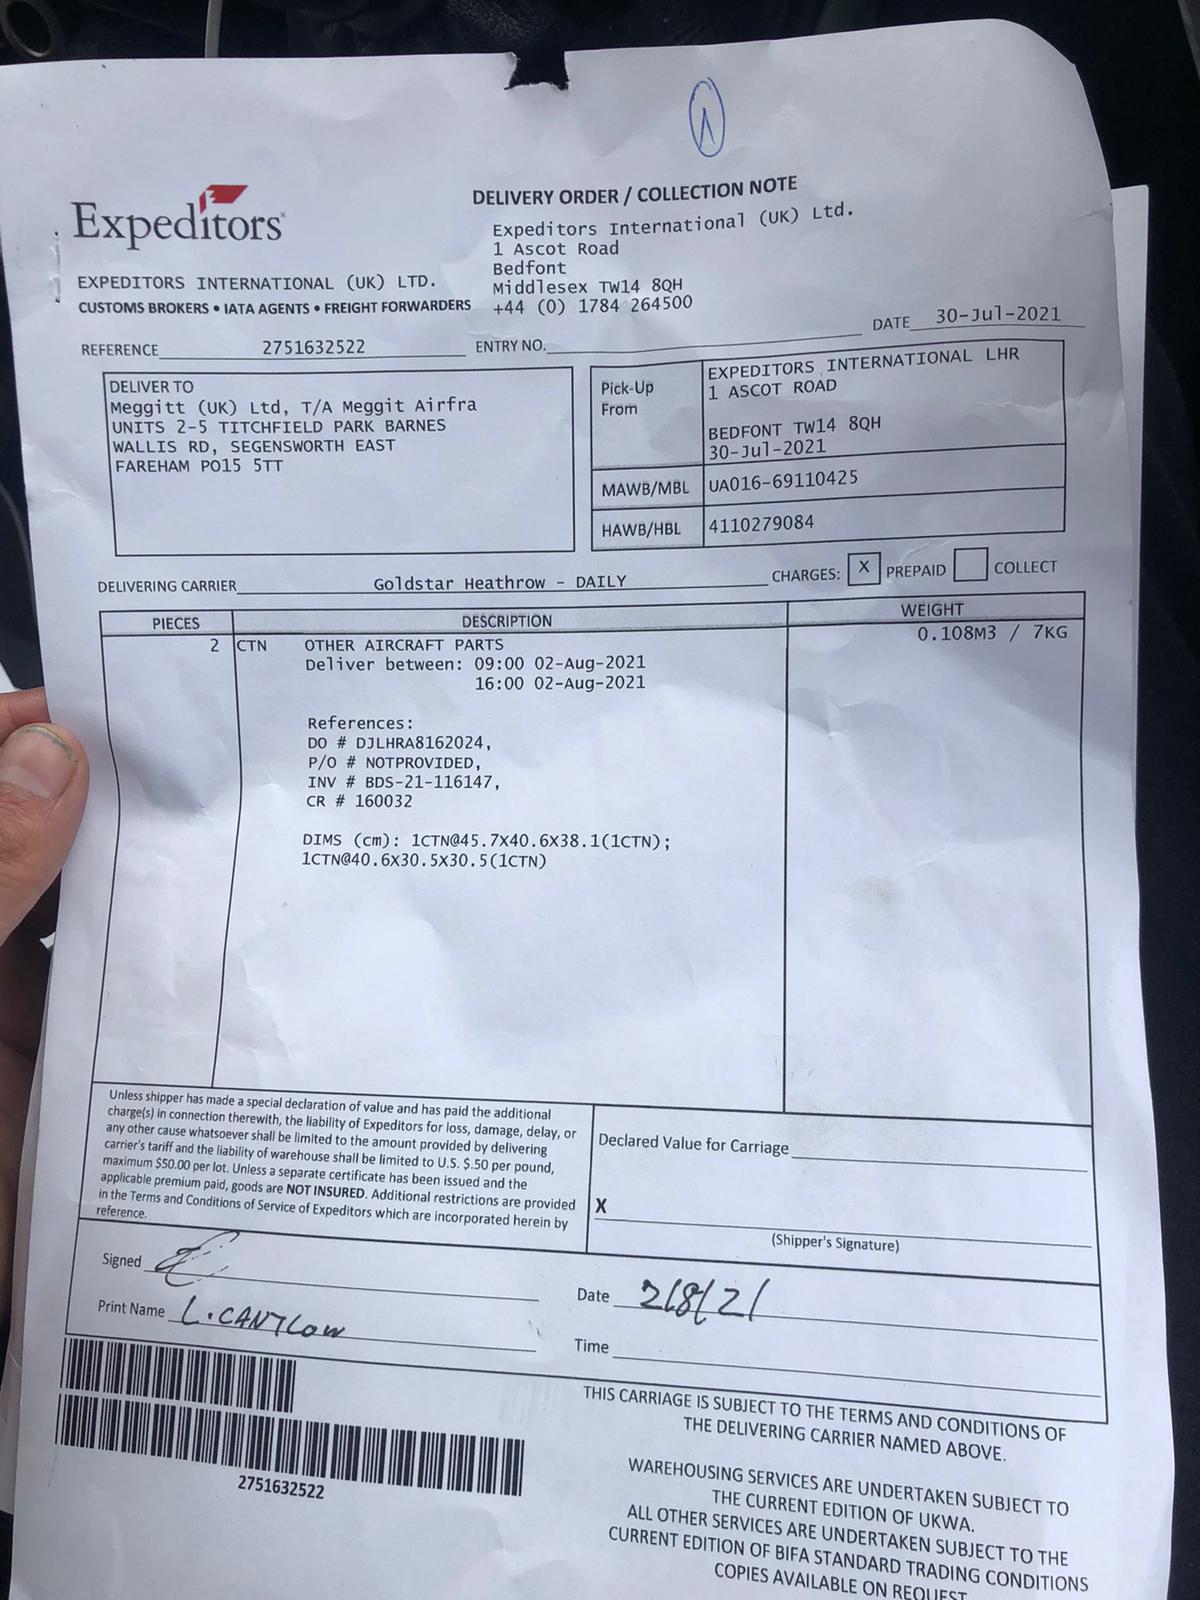 DELIVERY ORDER / COLLECTION NOTE
Expeditors
Expeditors International (UK) Ltd.
1 Ascot Road
Bedfont
Middlesex TW14 8QH
+44 (0) 1784 264500
EXPEDITORS INTERNATIONAL (UK) LTD.
CUSTOMS BROKERS • IATA AGENTS • FREIGHT FORWARDERS
DATE 30-Jul-2021
REFERENCE 2751632522 ENTRY NO.
DELIVER TO
Meggitt (UK) Ltd, T/A Meggit Airfra
UNITS 2-5 TITCHFIELD PARK BARNES
WALLIS RD, SEGENSWORTH EAST
FAREHAM PO15 5TT
Pick-Up
From
EXPEDITORS INTERNATIONAL LHR
1 ASCOT ROAD
BEDFONT TW14 8QH
30-Jul-2021
MAWB/MBL UA016-69110425
HAWB/HBL 4110279084
DELIVERING CARRIER Goldstar Heathrow - DAILY CHARGES: X PREPAID COLLECT
PIECES DESCRIPTION WEIGHT
2 CTN OTHER AIRCRAFT PARTS 0.108M3 / 7KG
Deliver between: 09:00 02-Aug-2021
16:00 02-Aug-2021
References:
DO # DJLHRA8162024,
P/O # NOTPROVIDED,
INV # BDS-21-116147,
CR # 160032
DIMS (cm): 1CTN@45.7X40.6X38.1(1CTN);
1CTN@40.6X30.5X30.5(1CTN)
Unless shipper has made a special declaration of value and has paid the additional
charge(s) in connection therewith, the liability of Expeditors for loss, damage, delay, or
any other cause whatsoever shall be limited to the amount provided by delivering
carrier's tariff and the liability of warehouse shall be limited to U.S. $.50 per pound,
maximum $50.00 per lot. Unless a separate certificate has been issued and the
applicable premium paid, goods are NOT INSURED. Additional restrictions are provided
in the Terms and Conditions of Service of Expeditors which are incorporated herein by
reference.
Declared Value for Carriage
X
(Shipper's Signature)
Signed
Date 2/8/21
Print Name L. CANTLOW
Time
2751632522
THIS CARRIAGE IS SUBJECT TO THE TERMS AND CONDITIONS OF
THE DELIVERING CARRIER NAMED ABOVE.
WAREHOUSING SERVICES ARE UNDERTAKEN SUBJECT TO
THE CURRENT EDITION OF UKWA.
ALL OTHER SERVICES ARE UNDERTAKEN SUBJECT TO THE
CURRENT EDITION OF BIFA STANDARD TRADING CONDITIONS
COPIES AVAILABLE ON REQUEST